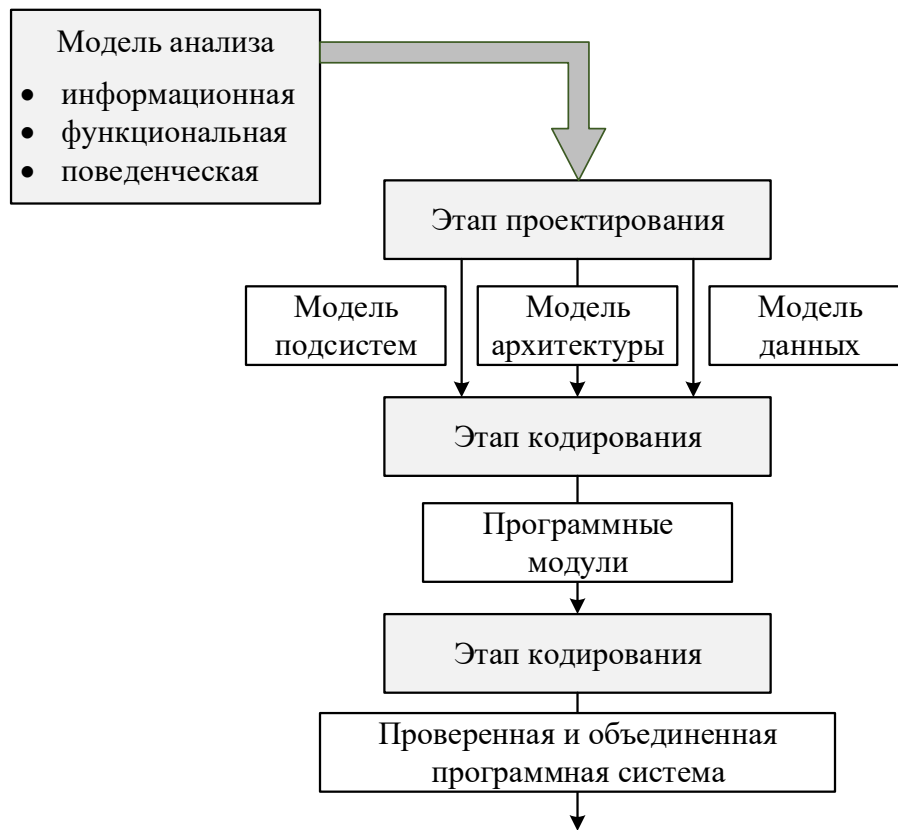 Модель анализа
• информационная
• функциональная
• поведенческая
Этап проектирования
Модель
подсистем
Модель
архитектуры
Модель
данных
Этап кодирования
Программные
модули
Этап кодирования
Проверенная и объединенная
программная система